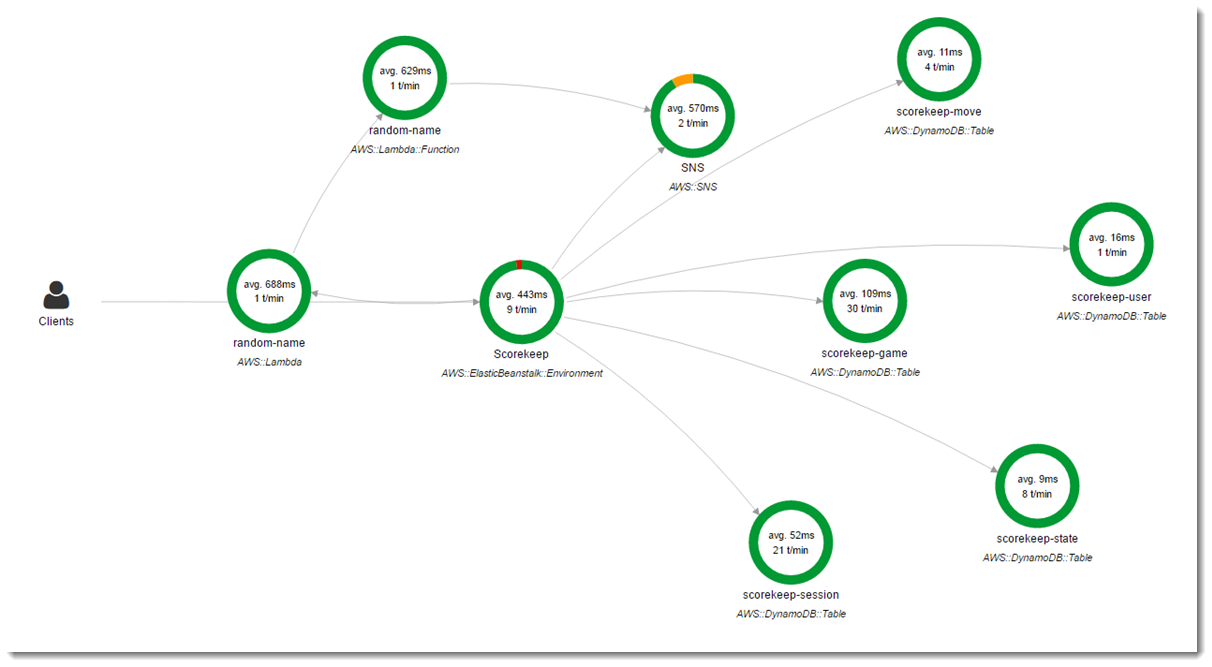 avg. 629ms
1 t/min
random-name
AWS::Lambda::Function
avg. 570ms
2 t/min
SNS
AWS::SNS
avg. 11ms
4 t/min
scorekeep-move
AWS::DynamoDB::Table
avg. 16ms
1 t/min
scorekeep-user
AWS::DynamoDB::Table
Clients
avg. 688ms
1 t/min
random-name
AWS::Lambda
avg. 443ms
9 t/min
Scorekeep
AWS::ElasticBeanstalk::Environment
avg. 109ms
30 t/min
scorekeep-game
AWS::DynamoDB::Table
avg. 9ms
8 t/min
scorekeep-state
AWS::DynamoDB::Table
avg. 52ms
21 t/min
scorekeep-session
AWS::DynamoDB::Table